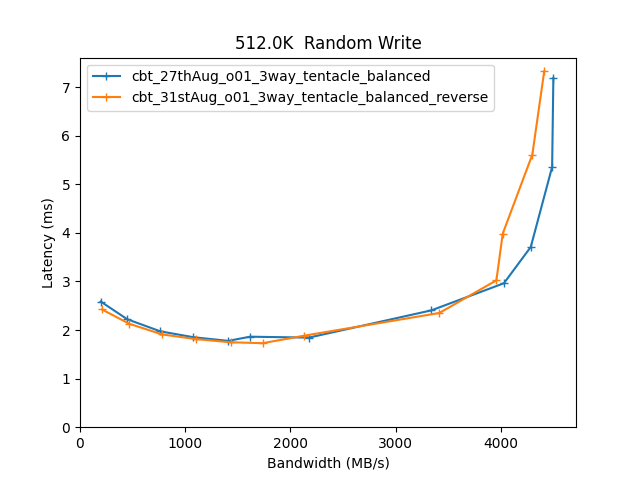 512.0K  Random Write
cbt_27thAug_o01_3way_tentacle_balanced
cbt_31stAug_o01_3way_tentacle_balanced_reverse
Latency (ms)
7
6
5
4
3
2
1
0
0 1000 2000 3000 4000
Bandwidth (MB/s)